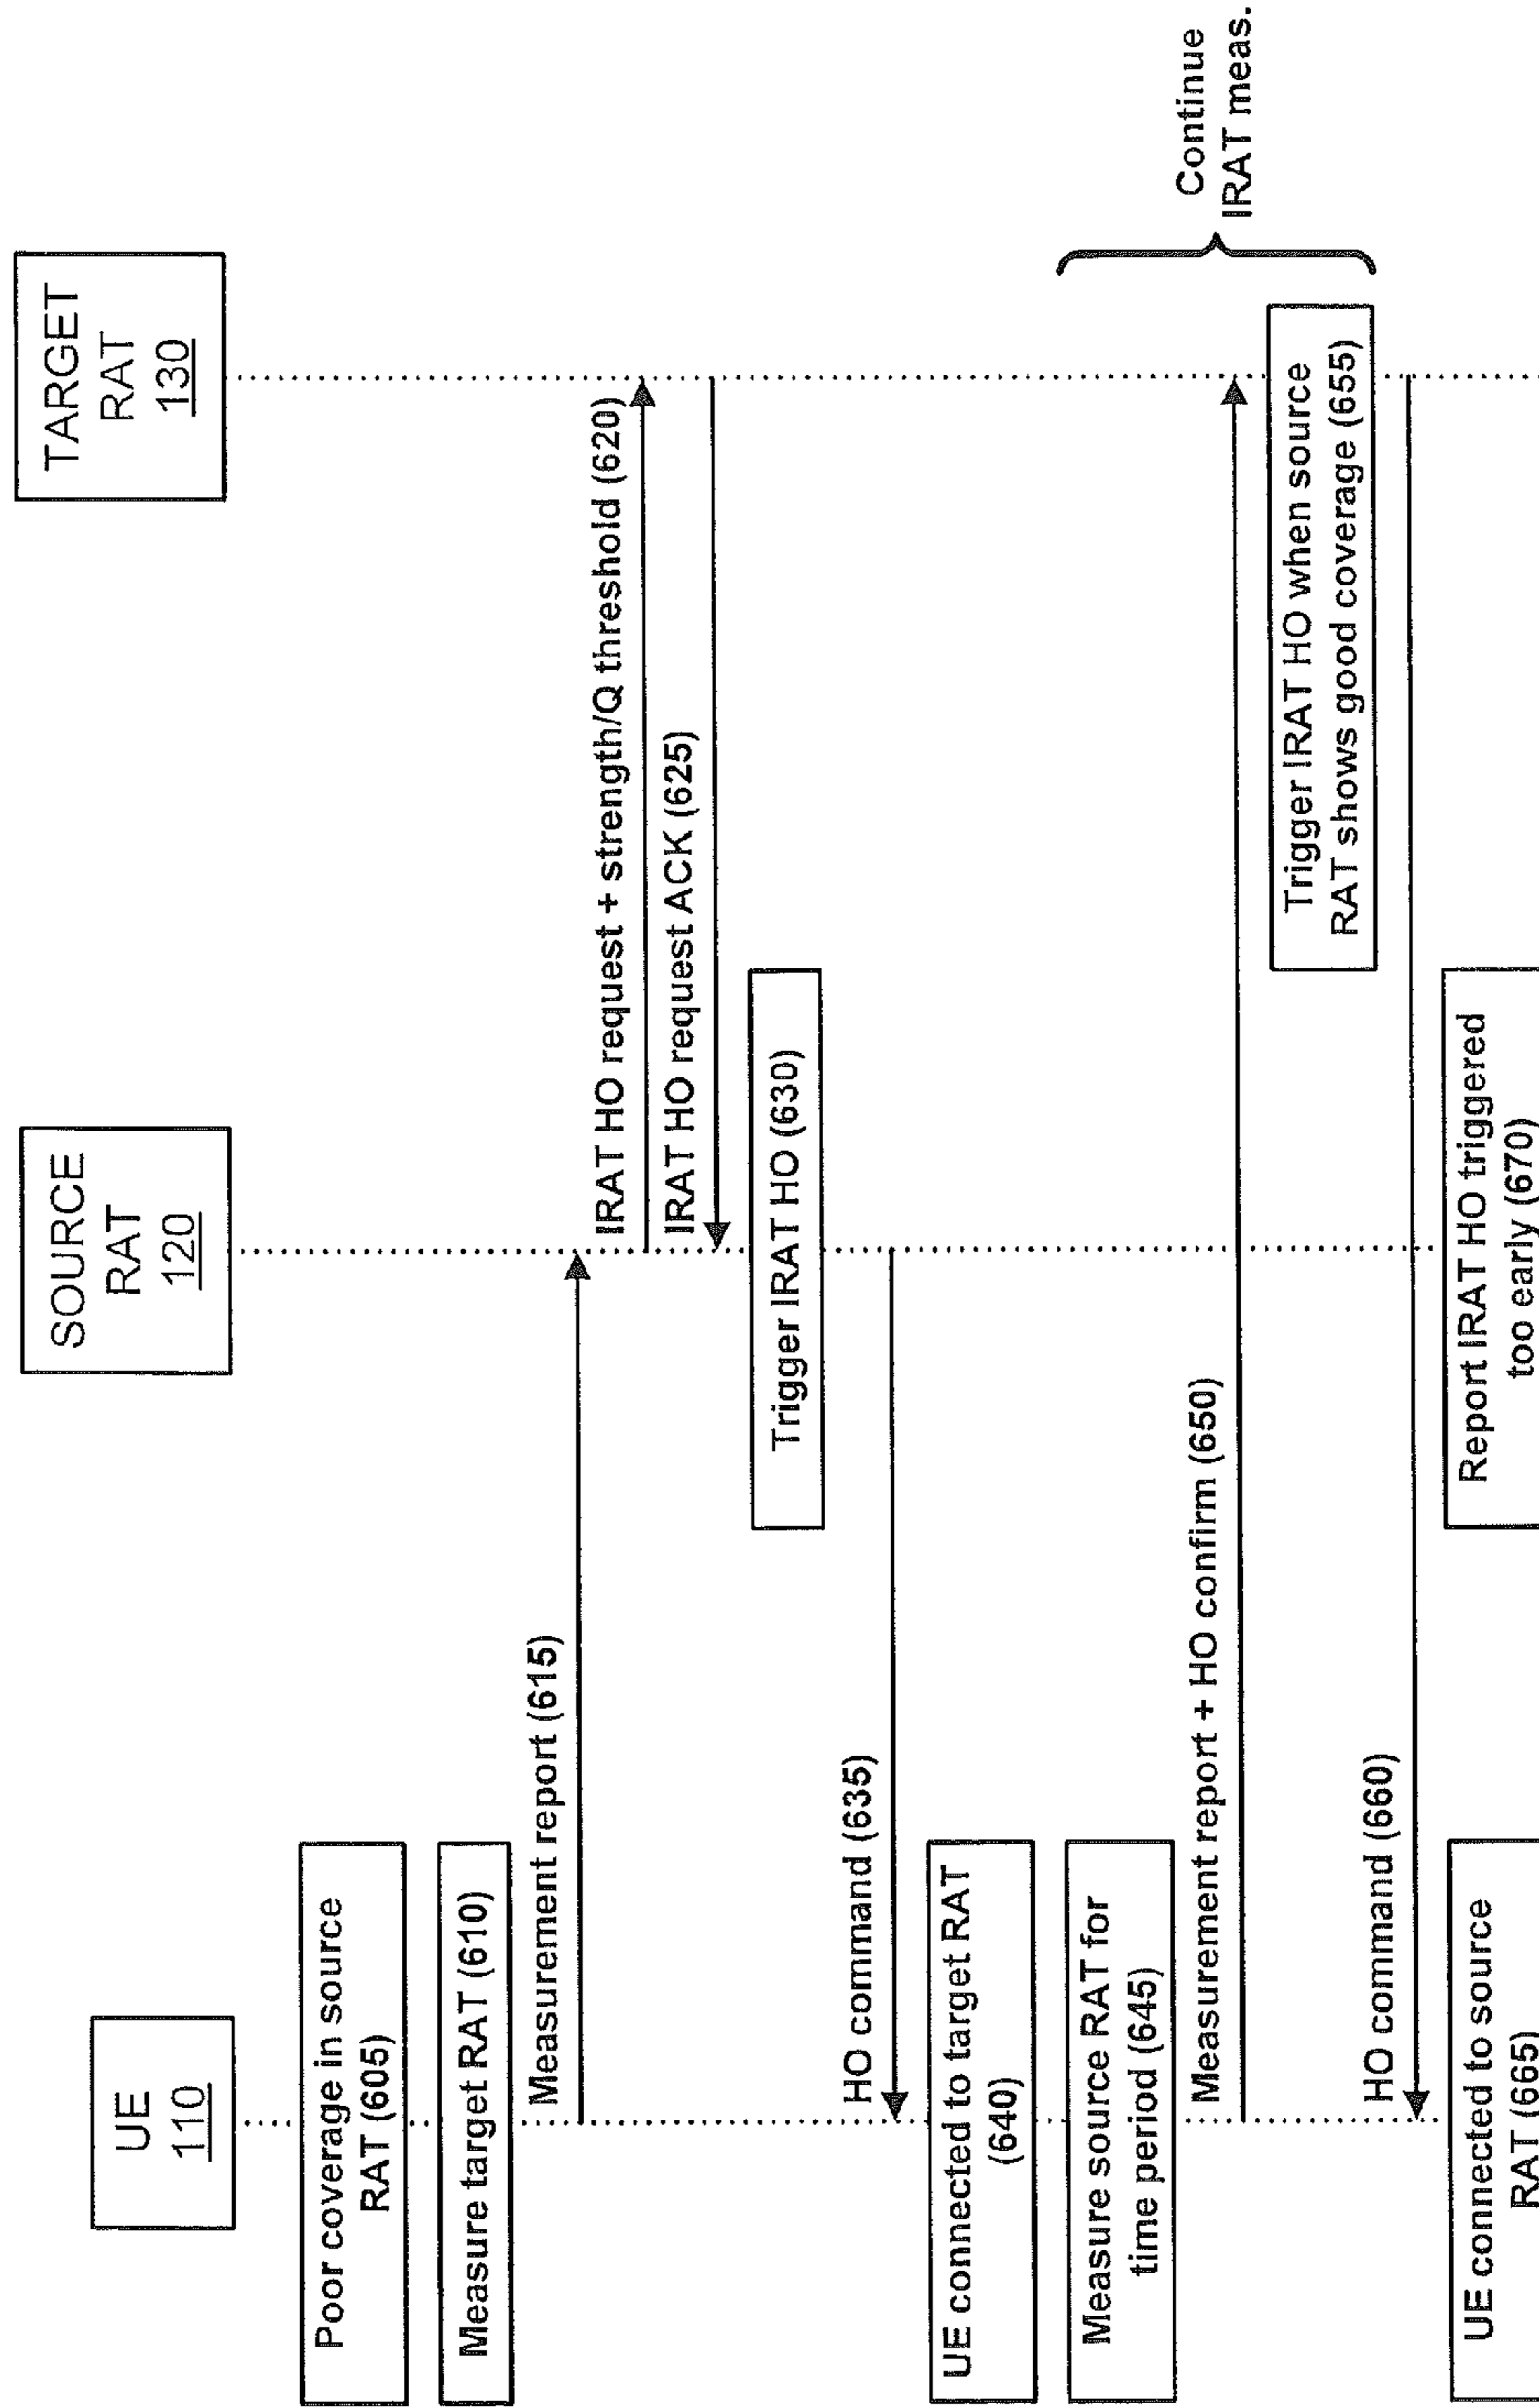 UE
110
SOURCE
RAT
120
TARGET
RAT
130
Poor coverage in source
RAT (605)
Measure target RAT (610)
Measurement report (615)
IRAT HO request + strength/Q threshold (620)
IRAT HO request ACK (625)
Trigger IRAT HO (630)
HO command (635)
UE connected to target RAT
(640)
Measure source RAT for
time period (645)
Measurement report + HO confirm (650)
Continue
IRAT meas.
Trigger IRAT HO when source
RAT shows good coverage (655)
HO command (660)
UE connected to source
RAT (665)
Report IRAT HO triggered
too early (670)